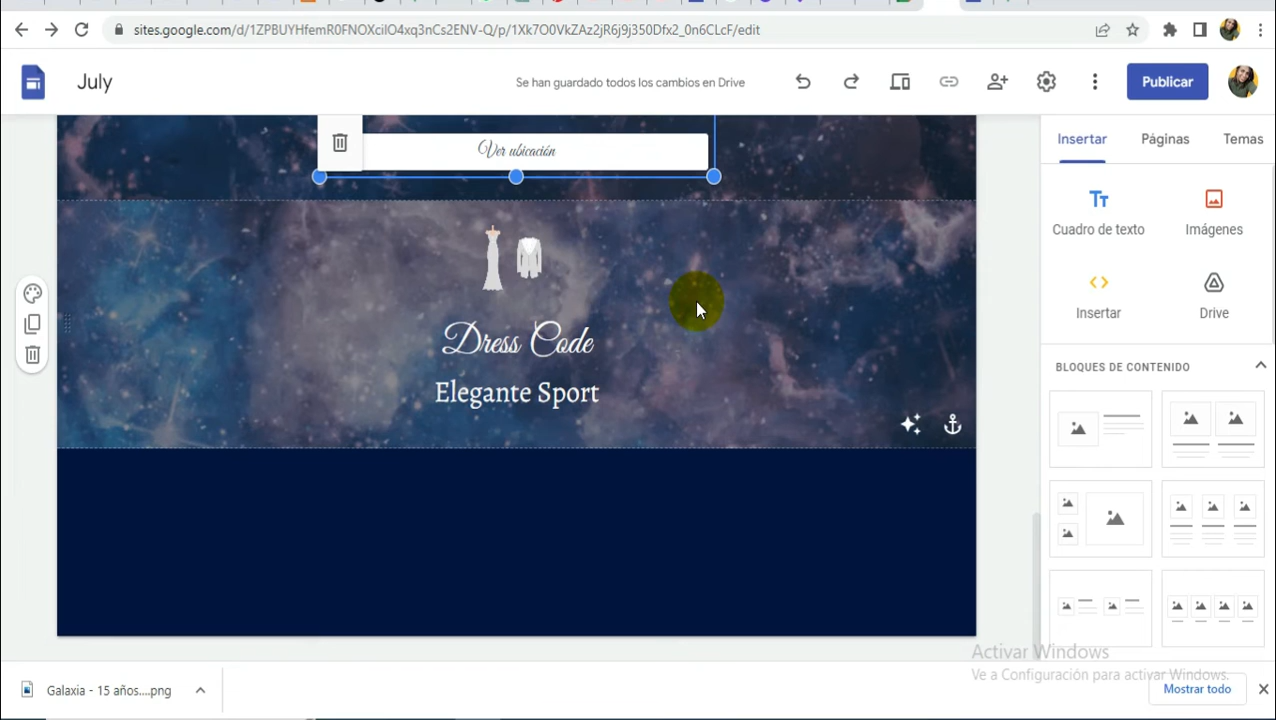 sites.google.com/d/1ZPBUYHfemR0FNOXcilO4xq3nCs2ENV-Q/p/1Xk7O0VkZAz2jR6j9j350Dfx2_0n6CLcF/edit
July
Se han guardado todos los cambios en Drive
Publicar
Insertar
Páginas
Temas
Ver ubicación
Cuadro de texto
Imágenes
Insertar
Drive
Dress Code
Elegante Sport
BLOQUES DE CONTENIDO
Activar Windows
Ve a Configuración para activar Windows.
Galaxia - 15 años....png
Mostrar todo